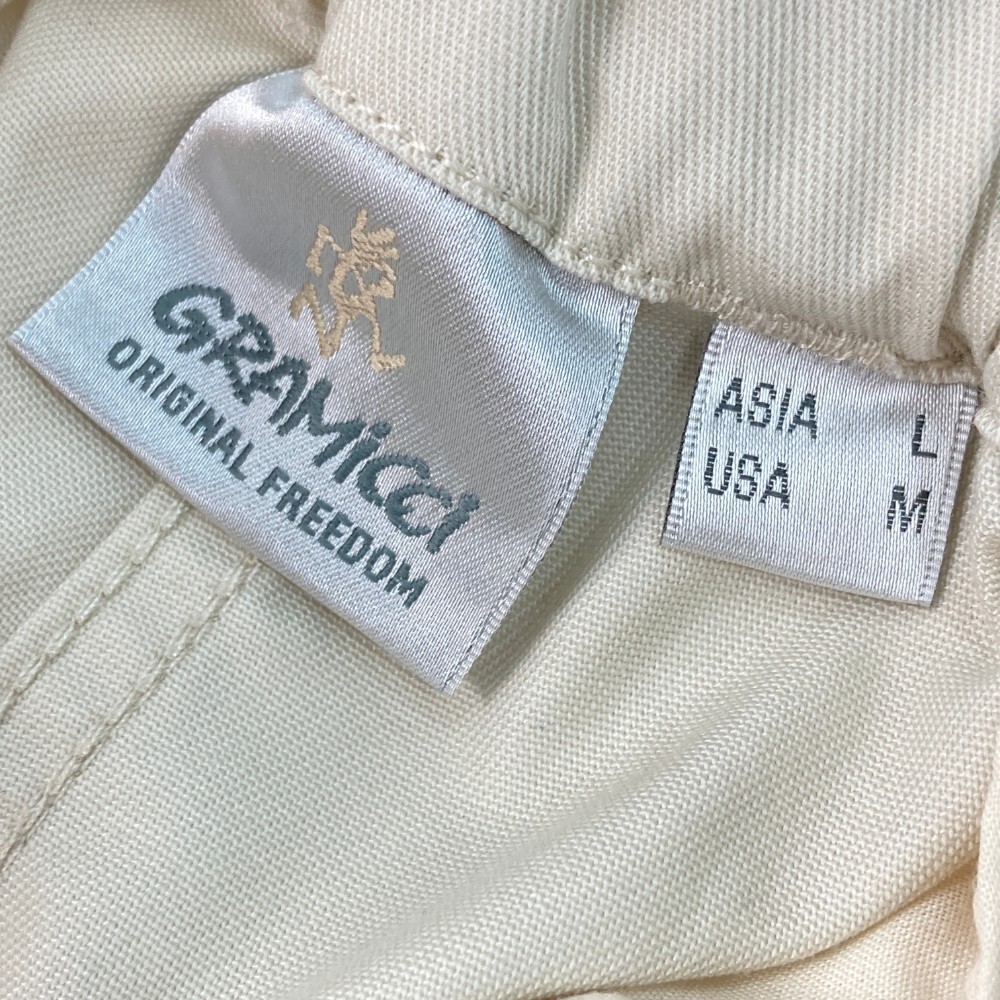 GRAMiCCi
ORIGINAL FREEDOM
ASIA L
USA M